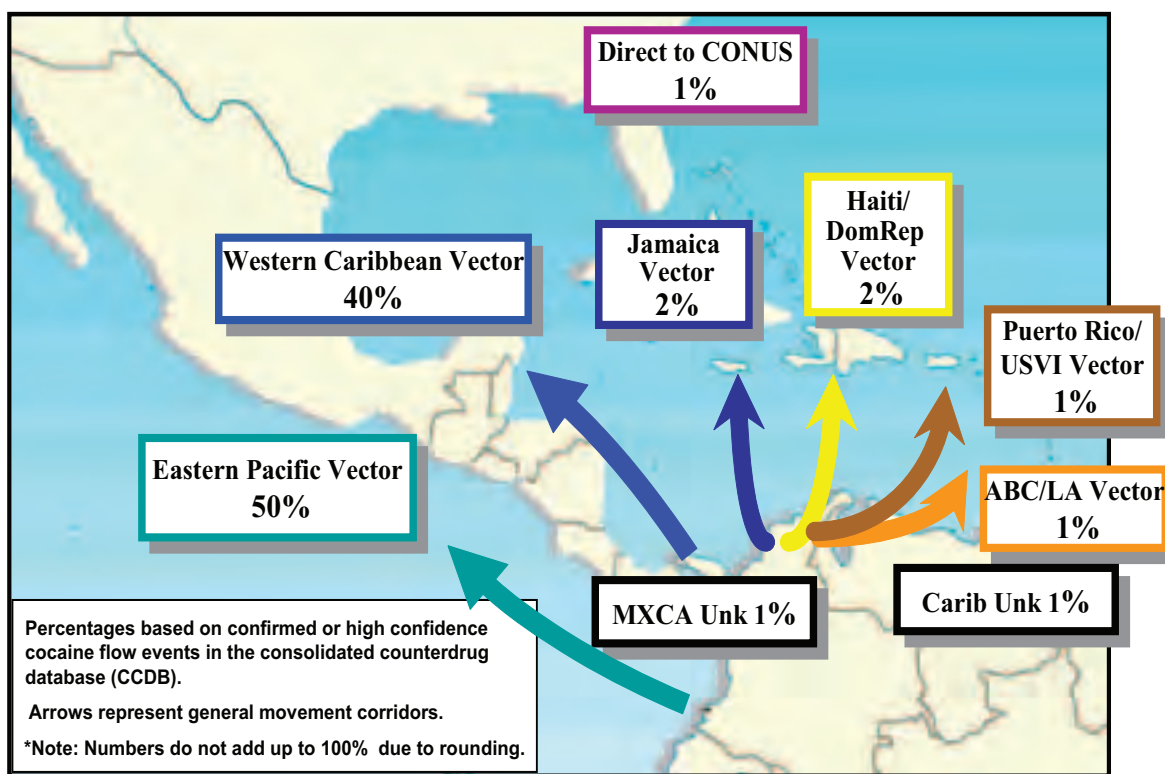 Direct to CONUS
1%
Haiti/
DomRep
Vector
2%
Jamaica
Vector
2%
Western Caribbean Vector
40%
Puerto Rico/
USVI Vector
1%
Eastern Pacific Vector
50%
ABC/LA Vector
1%
MXCA Unk 1%
Carib Unk 1%
Percentages based on confirmed or high confidence
cocaine flow events in the consolidated counterdrug
database (CCDB).
Arrows represent general movement corridors.
*Note: Numbers do not add up to 100% due to rounding.